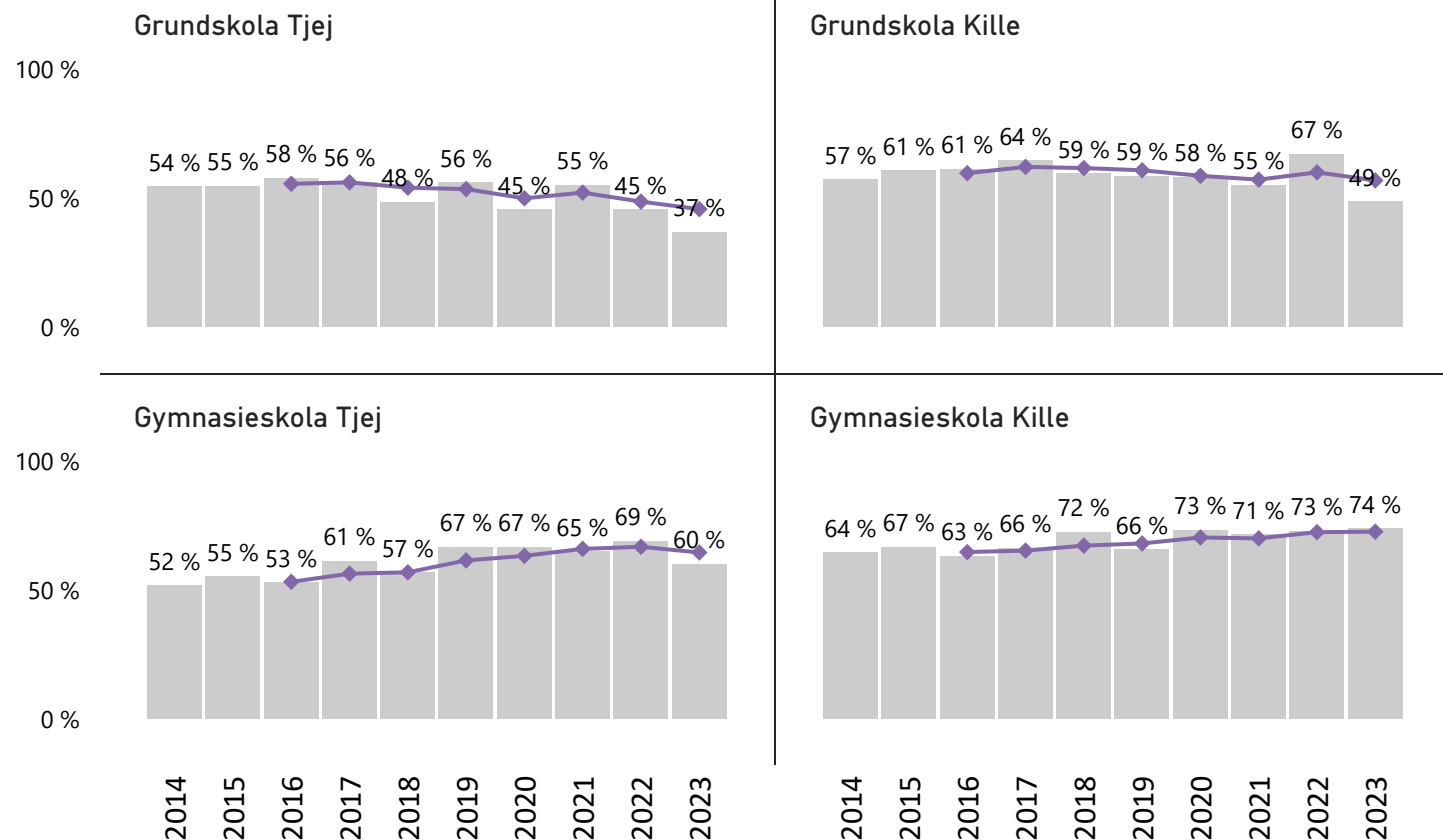 Grundskola Tjej
100 %
50 %
0 %
54 % 55 % 58 % 56 % 48 % 56 % 45 % 55 % 45 % 37 %
Grundskola Kille
57 % 61 % 61 % 64 % 59 % 59 % 58 % 55 % 67 % 49 %
Gymnasieskola Tjej
100 %
50 %
0 %
52 % 55 % 53 % 61 % 57 % 67 % 67 % 65 % 69 % 60 %
2014 2015 2016 2017 2018 2019 2020 2021 2022 2023
Gymnasieskola Kille
64 % 67 % 63 % 66 % 72 % 66 % 73 % 71 % 73 % 74 %
2014 2015 2016 2017 2018 2019 2020 2021 2022 2023